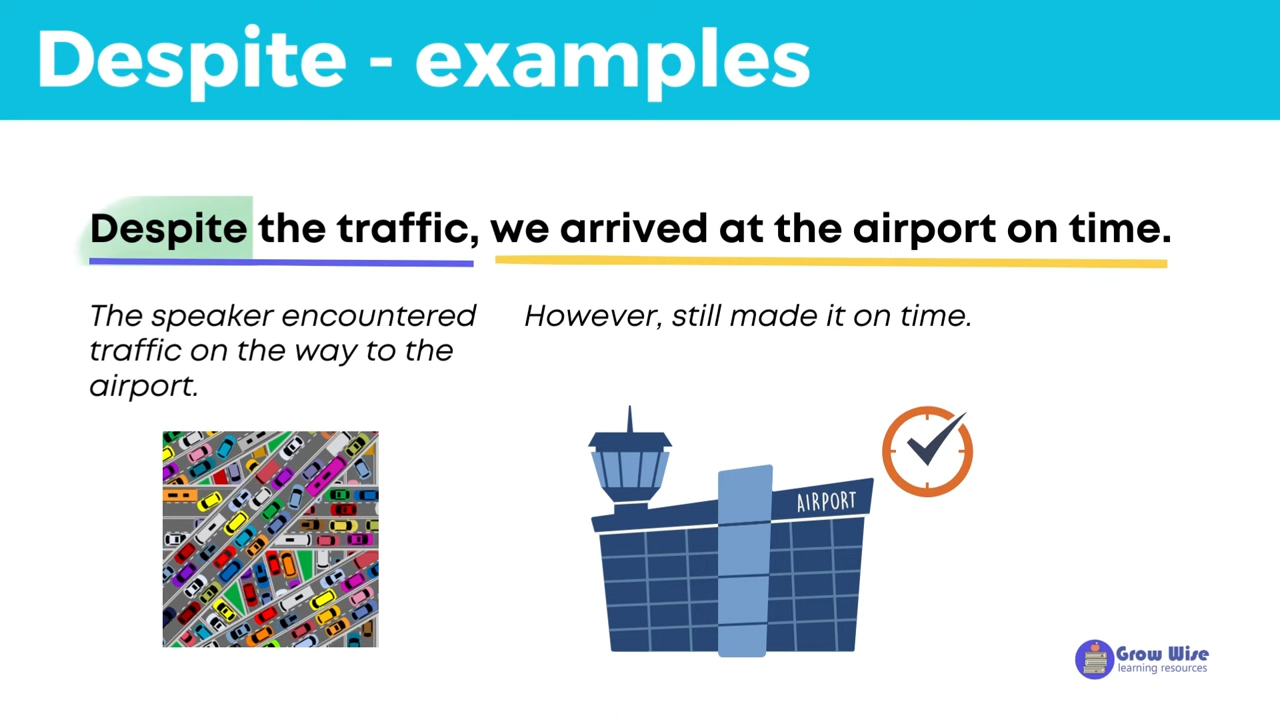 Despite - examples
Despite the traffic, we arrived at the airport on time.
The speaker encountered
traffic on the way to the
airport.
However, still made it on time.
AIRPORT
Grow Wise
learning resources